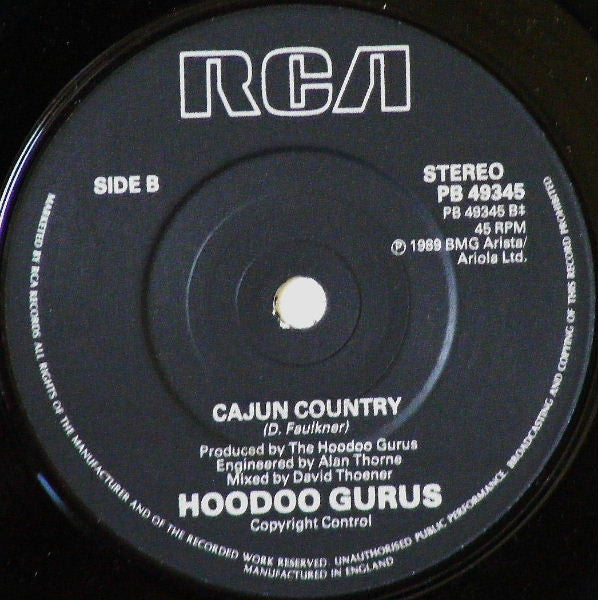 RCA
SIDE B
STEREO
PB 49345
PB 49345 B‡
45 RPM
Ⓟ 1989 BMG Arista/
Ariola Ltd.
CAJUN COUNTRY
(D. Faulkner)
Produced by The Hoodoo Gurus
Engineered by Alan Thorne
Mixed by David Thoener
HOODOO GURUS
Copyright Control
MARKETED BY RCA RECORDS. ALL RIGHTS OF THE MANUFACTURER AND OF THE RECORDED WORK RESERVED. UNAUTHORISED PUBLIC PERFORMANCE, BROADCASTING AND COPYING OF THIS RECORD PROHIBITED
MANUFACTURED IN ENGLAND